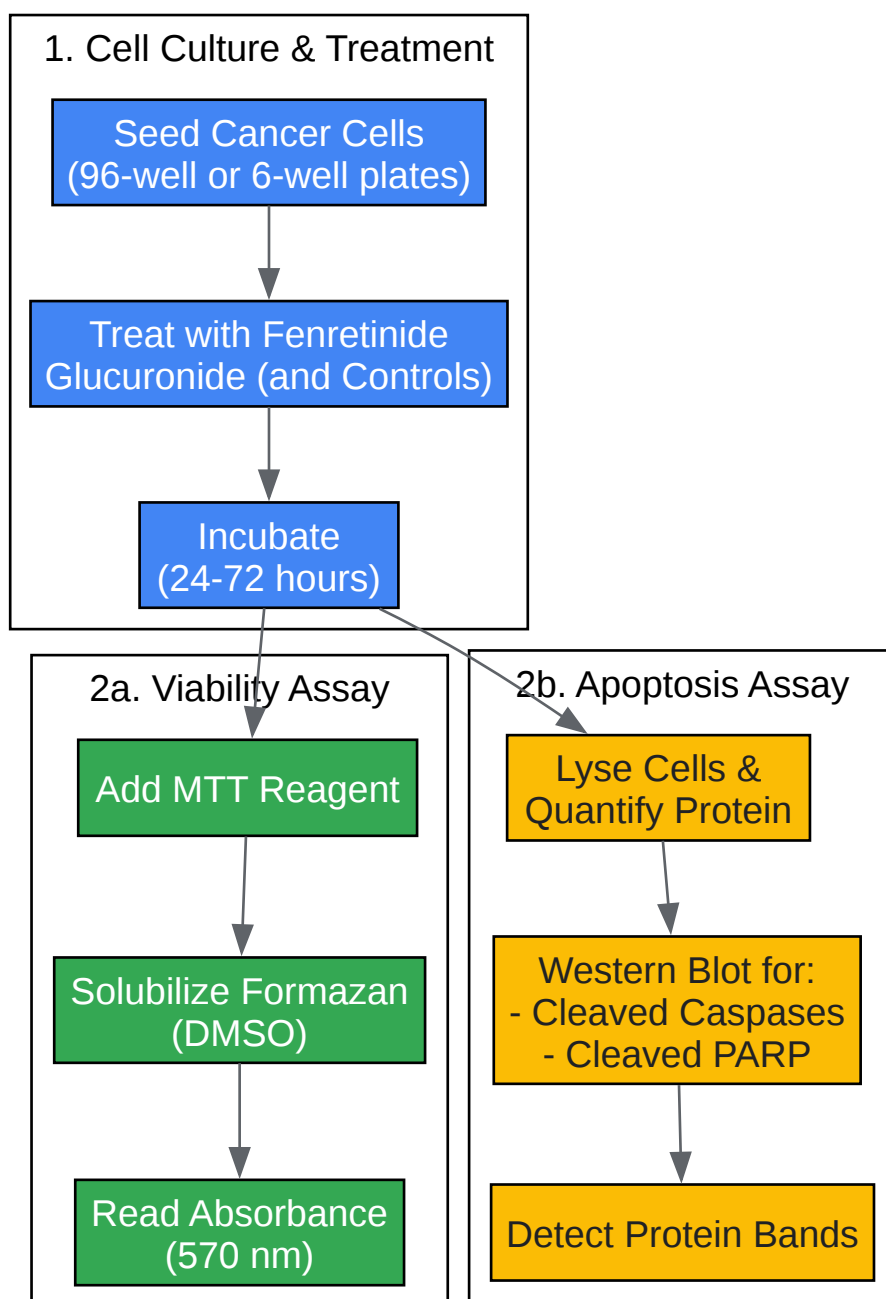 1. Cell Culture & Treatment
Seed Cancer Cells
(96-well or 6-well plates)
Treat with Fenretinide
Glucuronide (and Controls)
Incubate
(24-72 hours)
2a. Viability Assay
Add MTT Reagent
Solubilize Formazan
(DMSO)
Read Absorbance
(570 nm)
2b. Apoptosis Assay
Lyse Cells &
Quantify Protein
Western Blot for:
- Cleaved Caspases
- Cleaved PARP
Detect Protein Bands